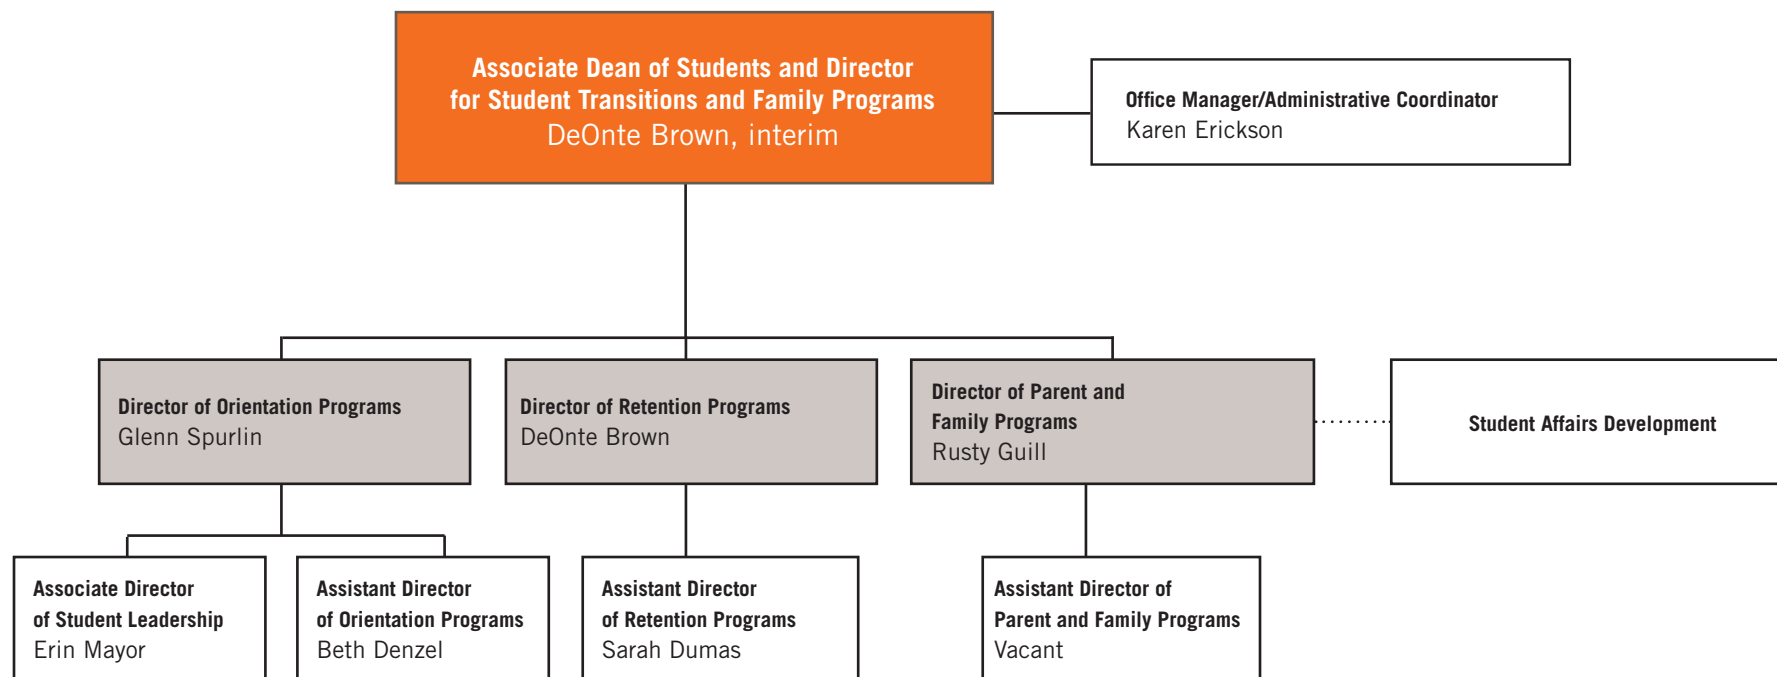 Associate Dean of Students and Director
for Student Transitions and Family Programs
DeOnte Brown, interim
Office Manager/Administrative Coordinator
Karen Erickson
Director of Orientation Programs
Glenn Spurlin
Director of Retention Programs
DeOnte Brown
Director of Parent and
Family Programs
Rusty Guill
Student Affairs Development
Associate Director
of Student Leadership
Erin Mayor
Assistant Director
of Orientation Programs
Beth Denzel
Assistant Director
of Retention Programs
Sarah Dumas
Assistant Director of
Parent and Family Programs
Vacant